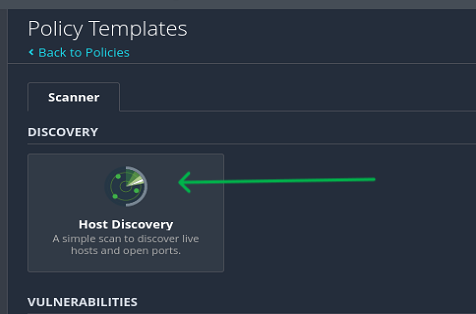 Policy Templates
Back to Policies
Scanner
DISCOVERY
Host Discovery
A simple scan to discover live
hosts and open ports.
VULNERABILITIES